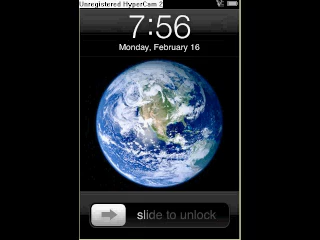 Unregistered HyperCam 2
7:56
Monday, February 16
slide to unlock